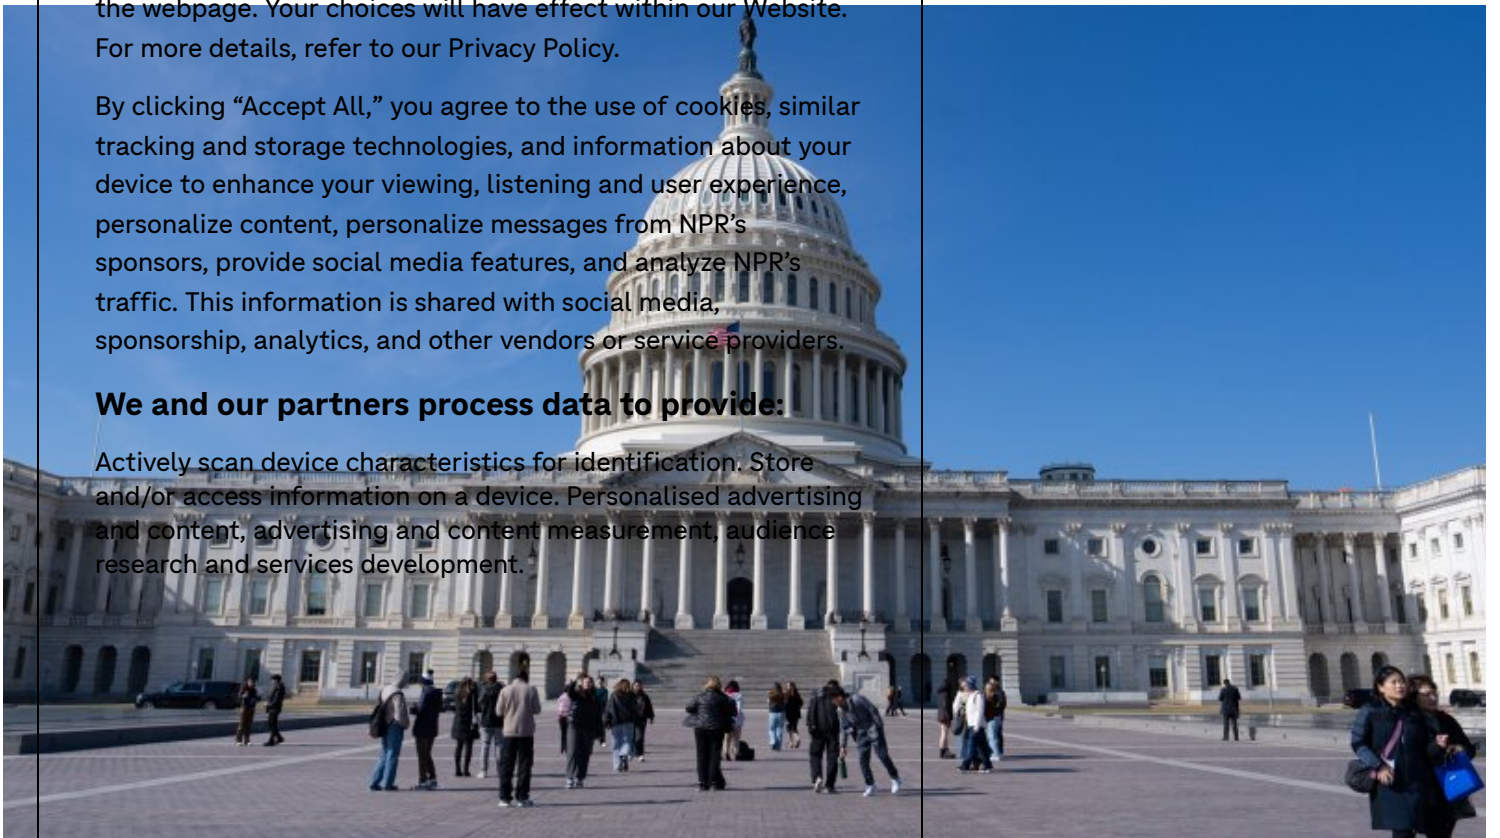 the webpage. Your choices will have effect within our Website.
For more details, refer to our Privacy Policy.
By clicking “Accept All,” you agree to the use of cookies, similar
tracking and storage technologies, and information about your
device to enhance your viewing, listening and user experience,
personalize content, personalize messages from NPR’s
sponsors, provide social media features, and analyze NPR’s
traffic. This information is shared with social media,
sponsorship, analytics, and other vendors or service providers.
We and our partners process data to provide:
Actively scan device characteristics for identification. Store
and/or access information on a device. Personalised advertising
and content, advertising and content measurement, audience
research and services development.